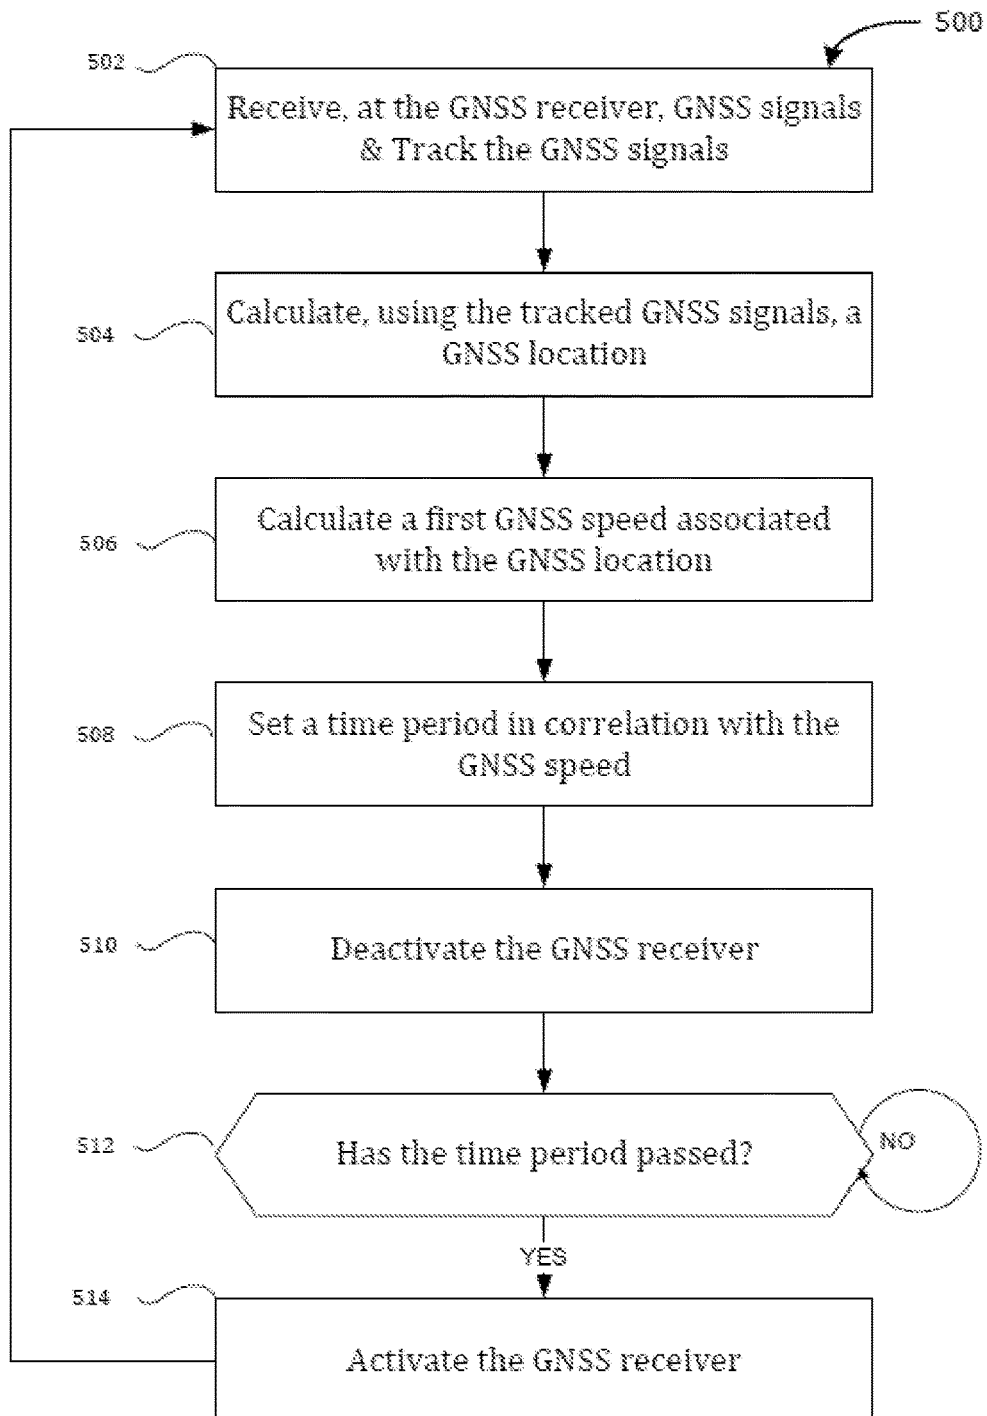 500
502
Receive, at the GNSS receiver, GNSS signals
& Track the GNSS signals
504
Calculate, using the tracked GNSS signals, a
GNSS location
506
Calculate a first GNSS speed associated
with the GNSS location
508
Set a time period in correlation with the
GNSS speed
510
Deactivate the GNSS receiver
512
Has the time period passed?
NO
YES
514
Activate the GNSS receiver